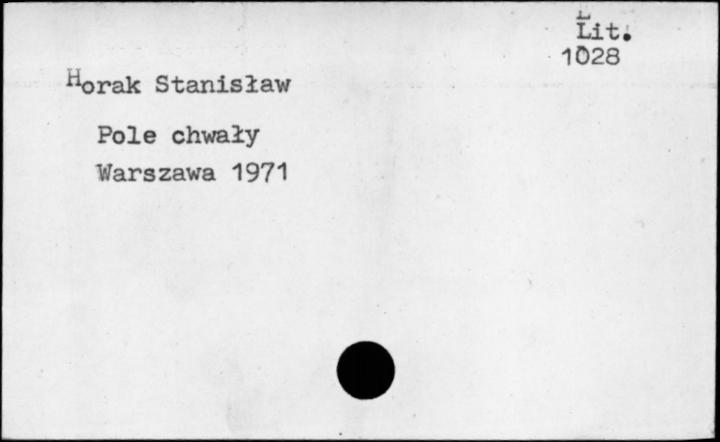 Lit.
1028
Horak Stanisław
Pole chwały
Warszawa 1971